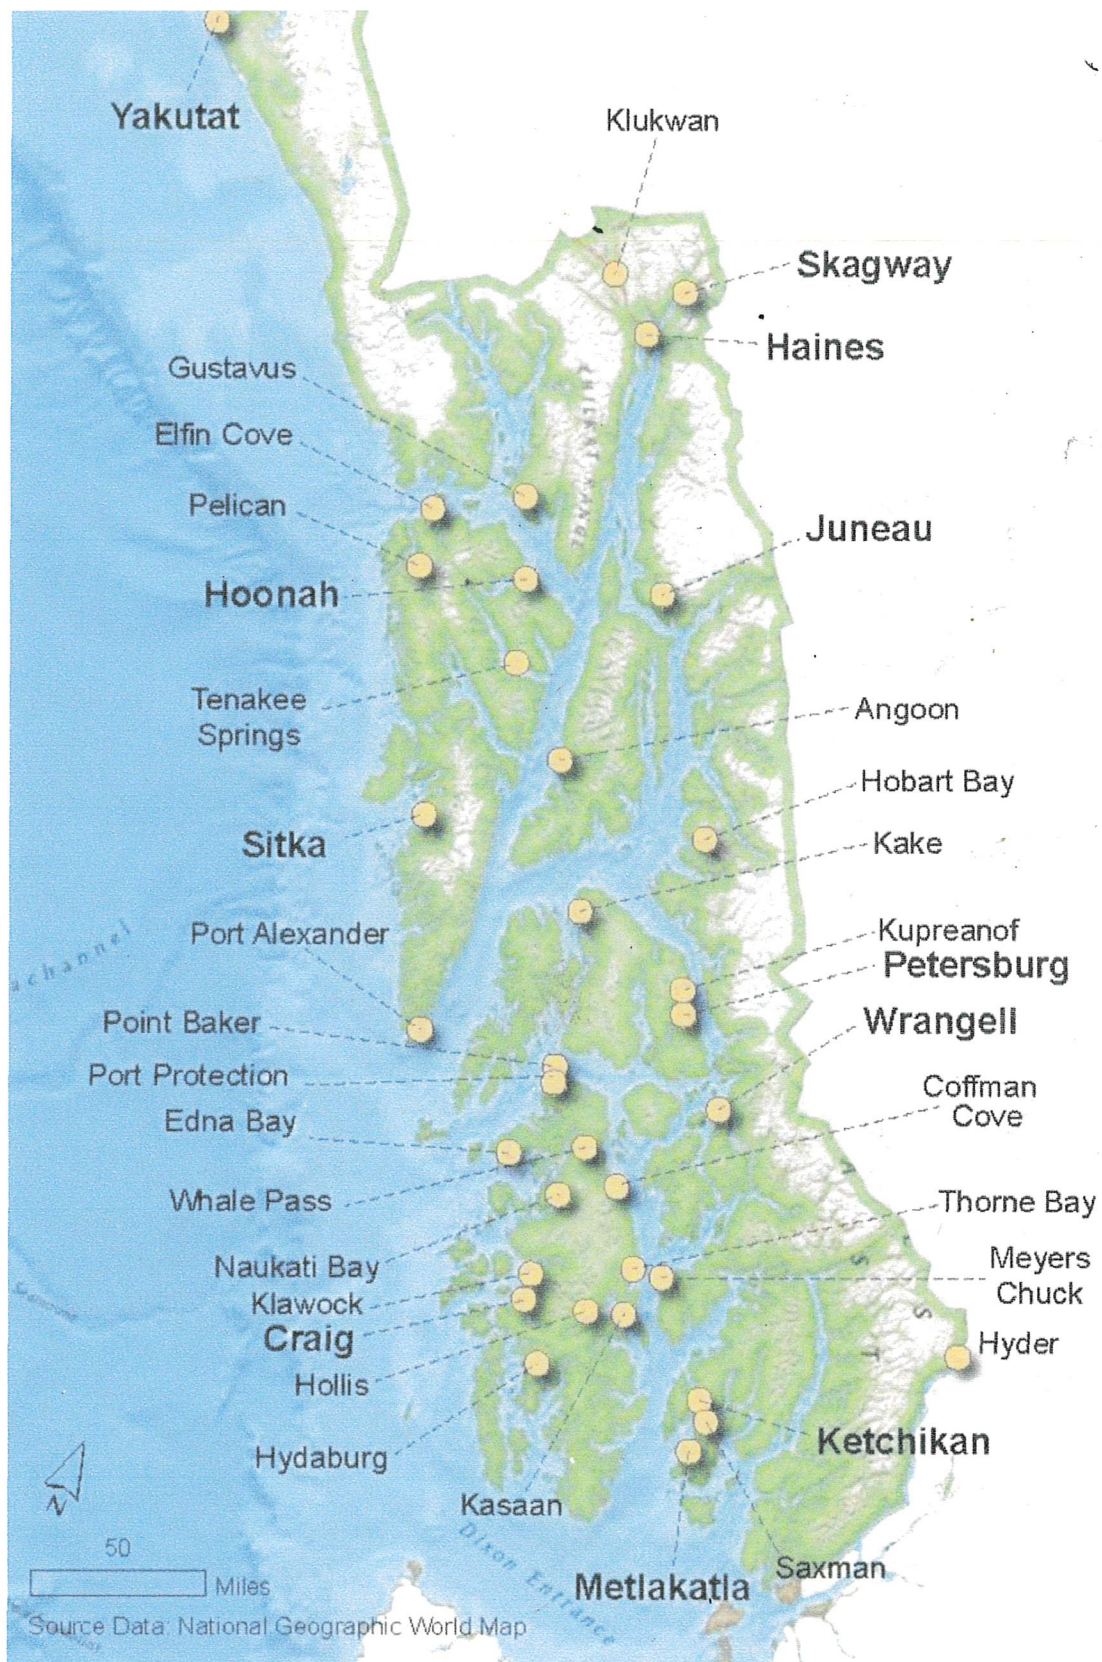 Yakutat
Klukwan
Skagway
Haines
Gustavus
Elfin Cove
CHILKAT RANGE
Pelican
Juneau
Hoonah
Tenakee
Springs
Angoon
Hobart Bay
Sitka
Kake
Port Alexander
Kupreanof
Petersburg
achannel
Point Baker
Wrangell
Port Protection
Coffman
Cove
Edna Bay
Whale Pass
Thorne Bay
Naukati Bay
Meyers
Chuck
Klawock
Craig
Hyder
Hollis
Ketchikan
Hydaburg
Kasaan
N
Dixon Entrance
50
Saxman
Metlakatla
Miles
Source Data: National Geographic World Map